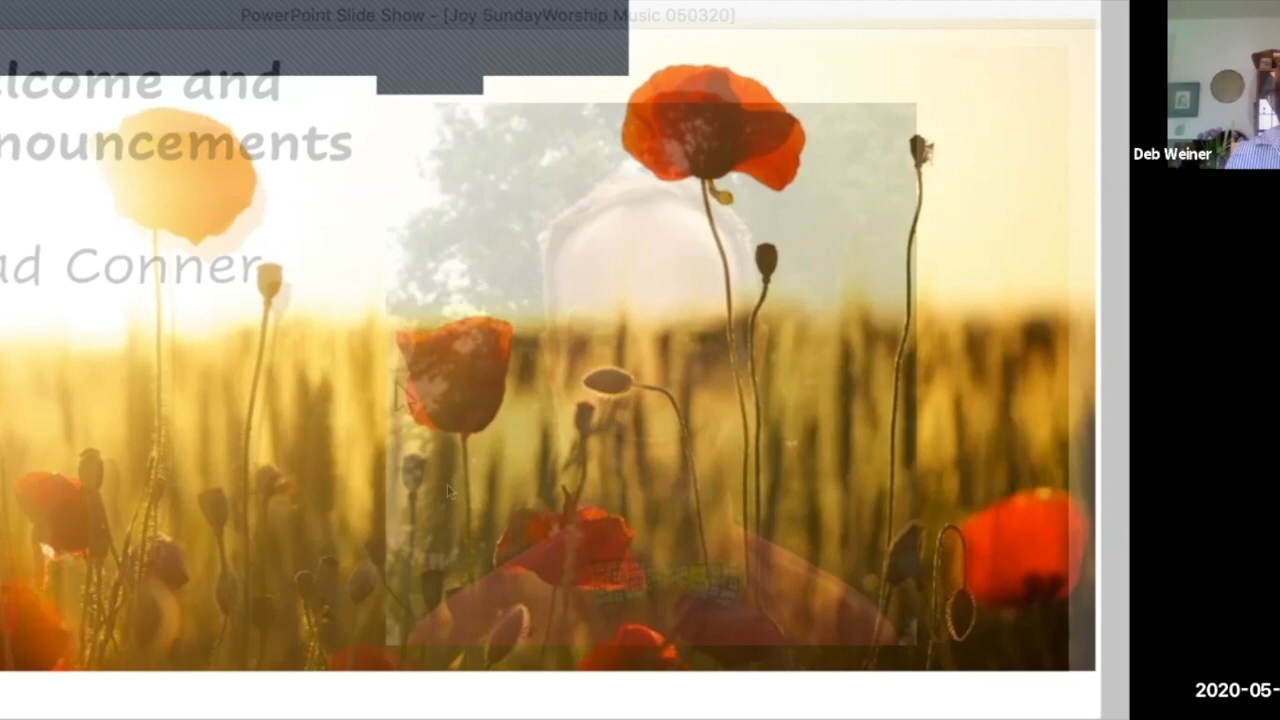 PowerPoint Slide Show - [Joy SundayWorship Music 050320]
lcome and
nouncements
ad Conner
Deb Weiner
2020-05-